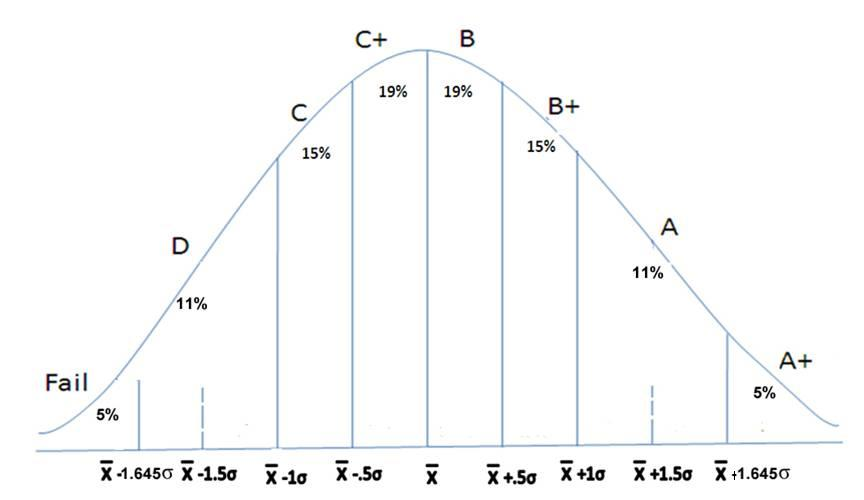 C+ B
19% 19%
C B+
15% 15%
D A
11% 11%
Fail A+
5% 5%
x̅ -1.645σ x̅ -1.5σ x̅ -1σ x̅ -.5σ x̅ x̅ +.5σ x̅ +1σ x̅ +1.5σ x̅ +1.645σ